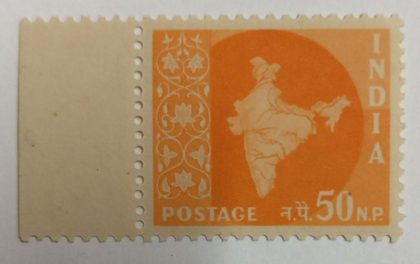 INDIA
POSTAGE न.पै. 50 N.P.